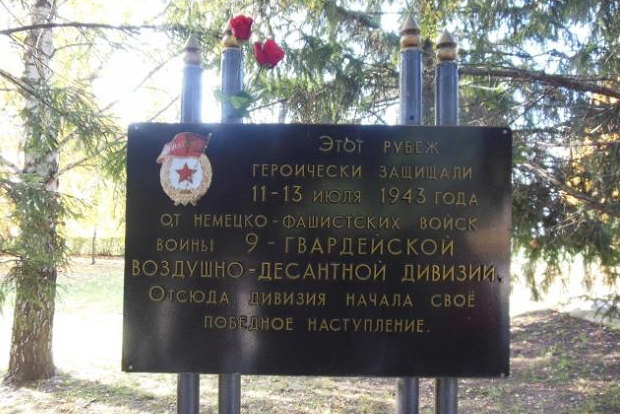 Этот рубеж
героически защищали
11-13 июля 1943 года
от немецко-фашистских войск
воины 9-гвардейской
воздушно-десантной дивизии.
Отсюда дивизия начала своё
победное наступление.